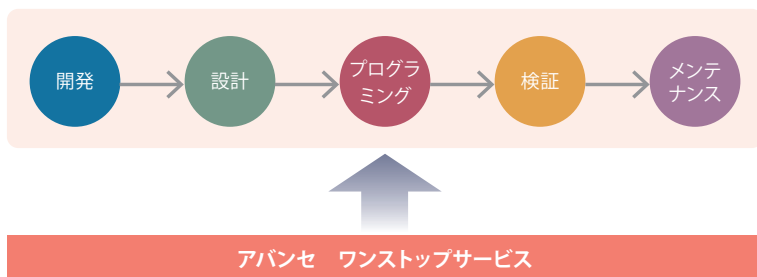 開発
設計
プログラ
ミング
検証
メンテ
ナンス
アバンセ　ワンストップサービス